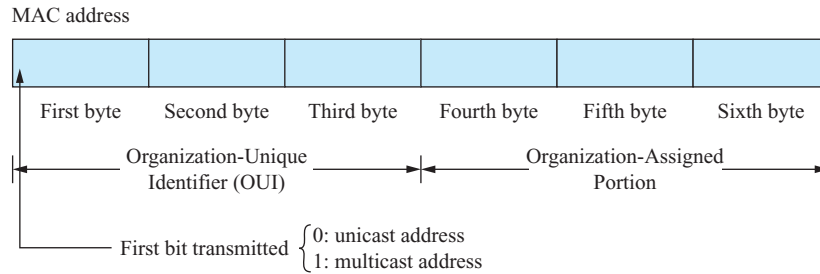 MAC address
First byte Second byte Third byte Fourth byte Fifth byte Sixth byte
Organization-Unique Organization-Assigned
Identifier (OUI) Portion
First bit transmitted 0: unicast address
1: multicast address